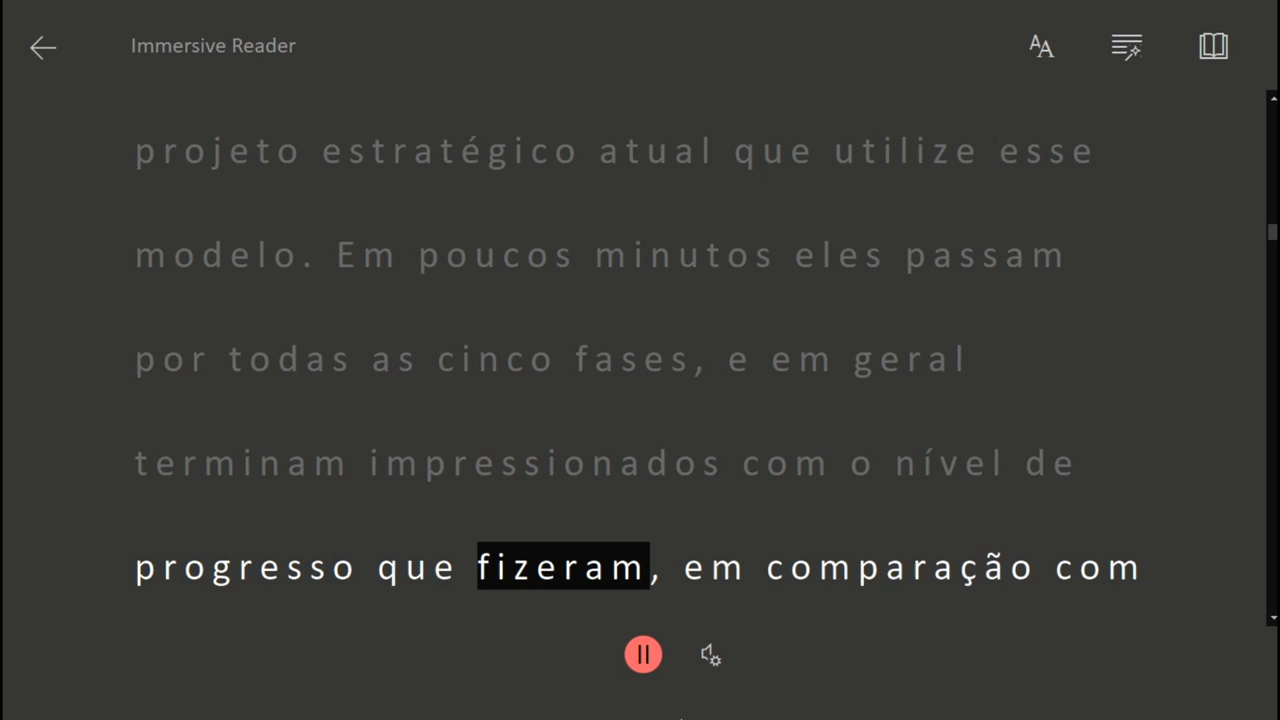 Immersive Reader
projeto estratégico atual que utilize esse
modelo. Em poucos minutos eles passam
por todas as cinco fases, e em geral
terminam impressionados com o nível de
progresso que fizeram, em comparação com